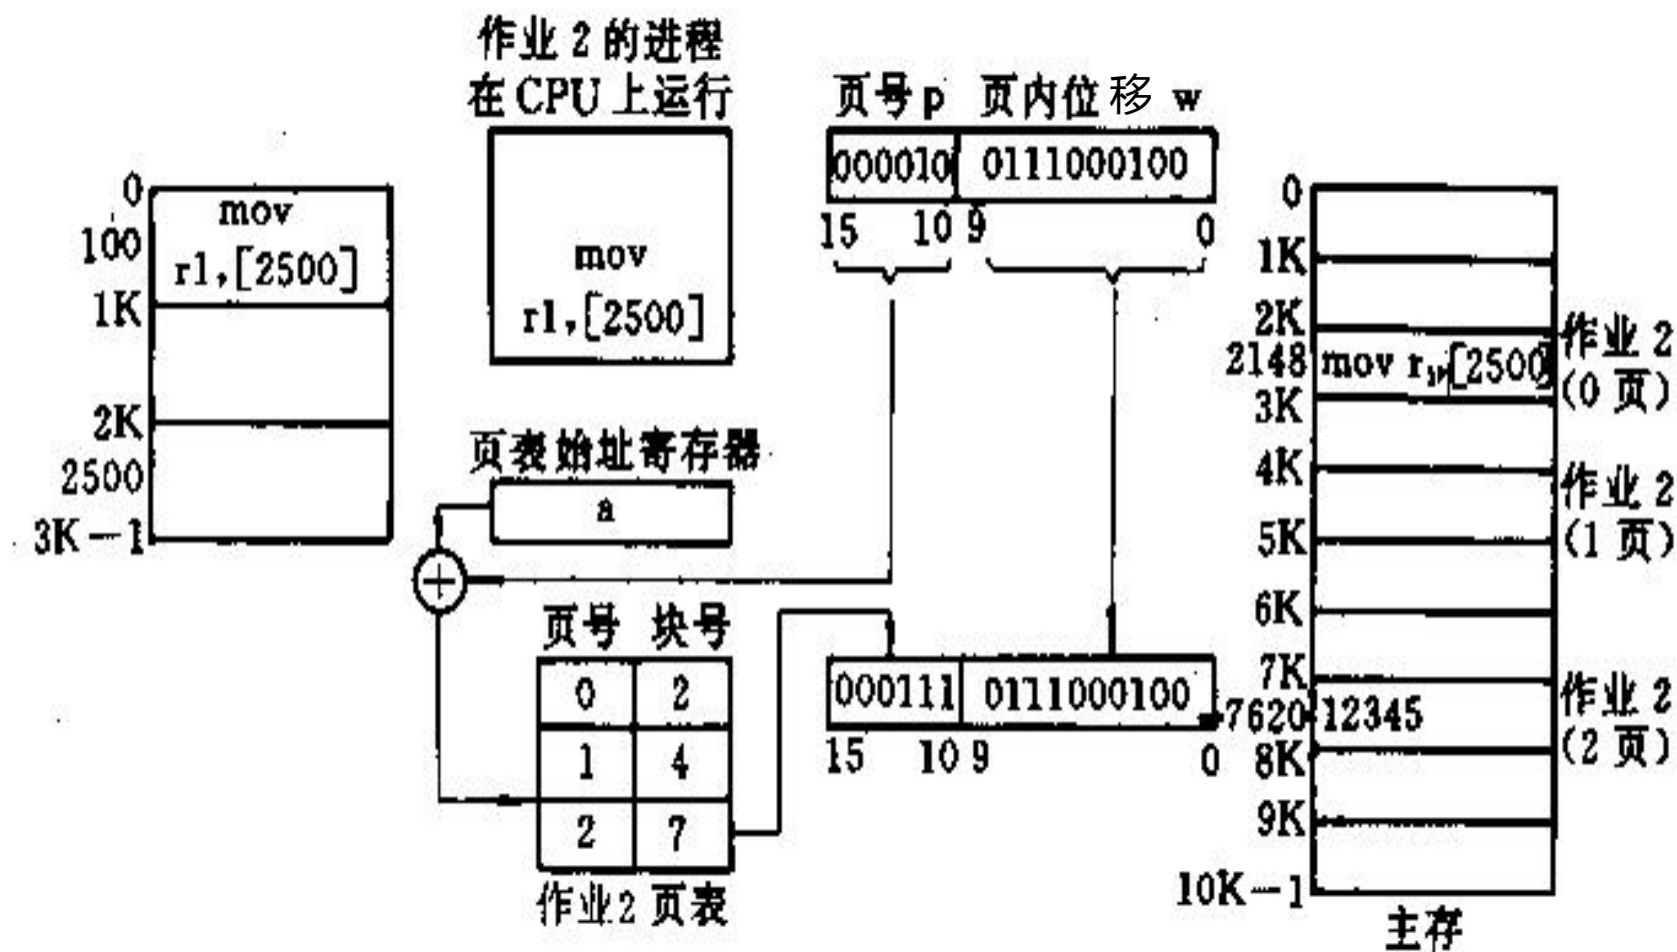 作业 2 的进程
在 CPU 上运行
页号 p 页内位移 w
000010 0111000100
15 10 9 0
0
100
1K
2K
2500
3K-1
mov
r1,[2500]
mov
r1,[2500]
页表始址寄存器
a
+
页号 块号
0 2
1 4
2 7
作业2 页表
000111 0111000100
15 10 9 0
0
1K
2K
2148 mov r1,[2500]
3K
4K
5K
6K
7K
7620 12345
8K
9K
10K-1
作业 2
(0 页)
作业 2
(1 页)
作业 2
(2 页)
主存